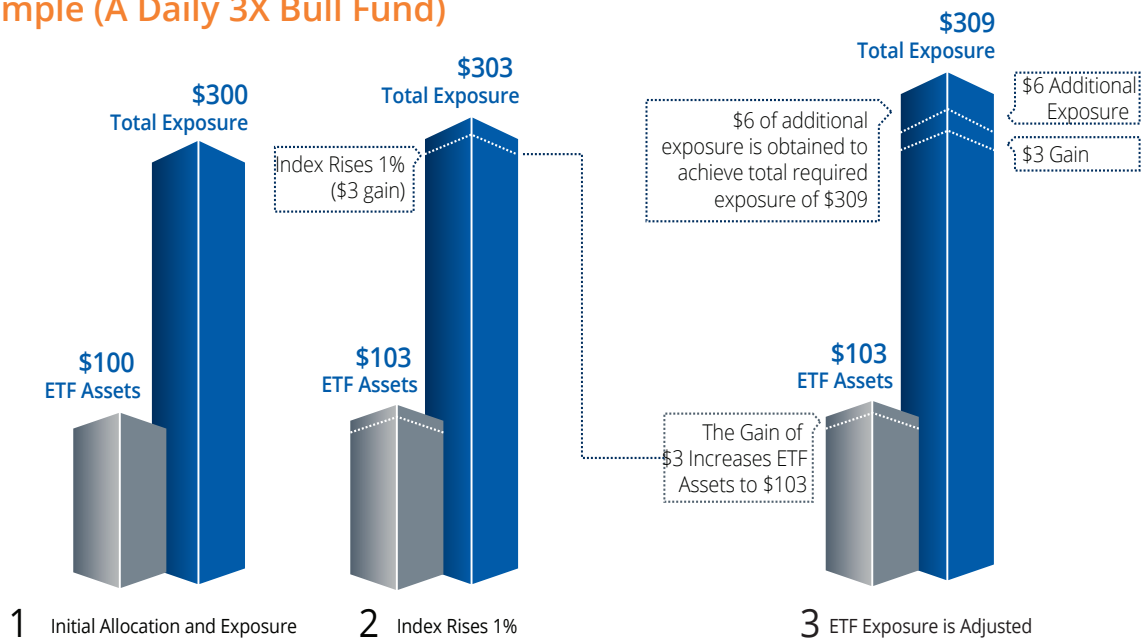 (A Daily 3X Bull Fund)
$300
Total Exposure
$100
ETF Assets
1 Initial Allocation and Exposure
$303
Total Exposure
Index Rises 1%
($3 gain)
$103
ETF Assets
2 Index Rises 1%
$309
Total Exposure
$6 of additional
exposure is obtained to
achieve total required
exposure of $309
$6 Additional
Exposure
$3 Gain
$103
ETF Assets
The Gain of
$3 Increases ETF
Assets to $103
3 ETF Exposure is Adjusted